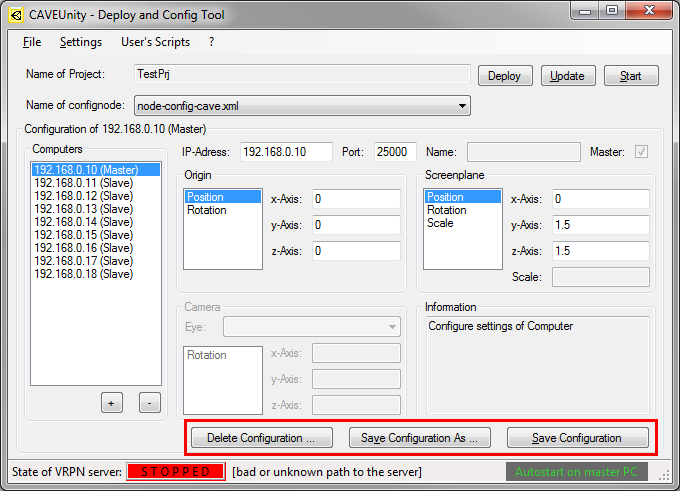 CAVEUnity - Deploy and Config Tool
File Settings User's Scripts ?
Name of Project: TestPrj Deploy Update Start
Name of confignode: node-config-cave.xml
Configuration of 192.168.0.10 (Master)
Computers
192.168.0.10 (Master)
192.168.0.11 (Slave)
192.168.0.12 (Slave)
192.168.0.13 (Slave)
192.168.0.14 (Slave)
192.168.0.15 (Slave)
192.168.0.16 (Slave)
192.168.0.17 (Slave)
192.168.0.18 (Slave)
+ -
IP-Adress: 192.168.0.10 Port: 25000 Name: Master:
Origin
Position
Rotation
x-Axis: 0
y-Axis: 0
z-Axis: 0
Screenplane
Position
Rotation
Scale
x-Axis: 0
y-Axis: 1.5
z-Axis: 1.5
Scale:
Camera
Eye:
Rotation
x-Axis:
y-Axis:
z-Axis:
Information
Configure settings of Computer
Delete Configuration ... Save Configuration As ... Save Configuration
State of VRPN server: STOPPED [bad or unknown path to the server] Autostart on master PC